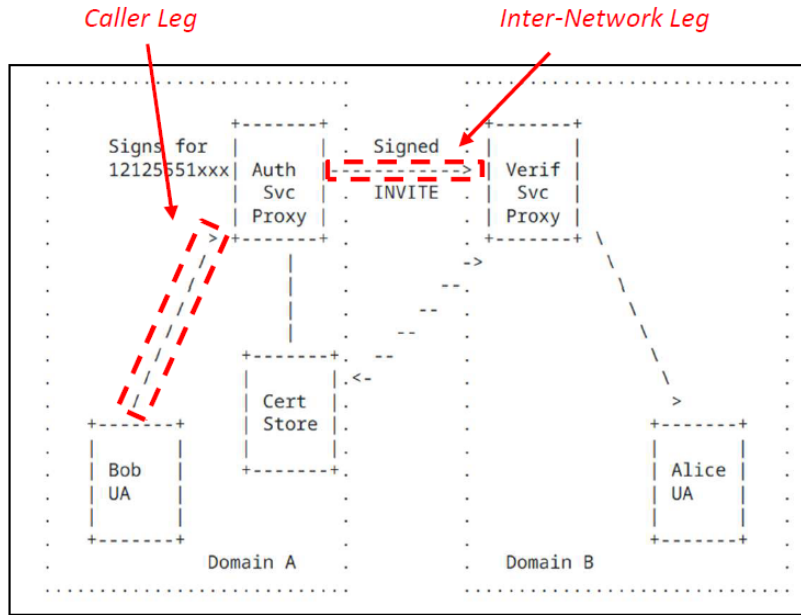 Caller Leg
Inter-Network Leg
Signs for
12125551xxx
Auth
Svc
Proxy
Signed
INVITE
Verif
Svc
Proxy
Cert
Store
Bob
UA
Alice
UA
Domain A
Domain B